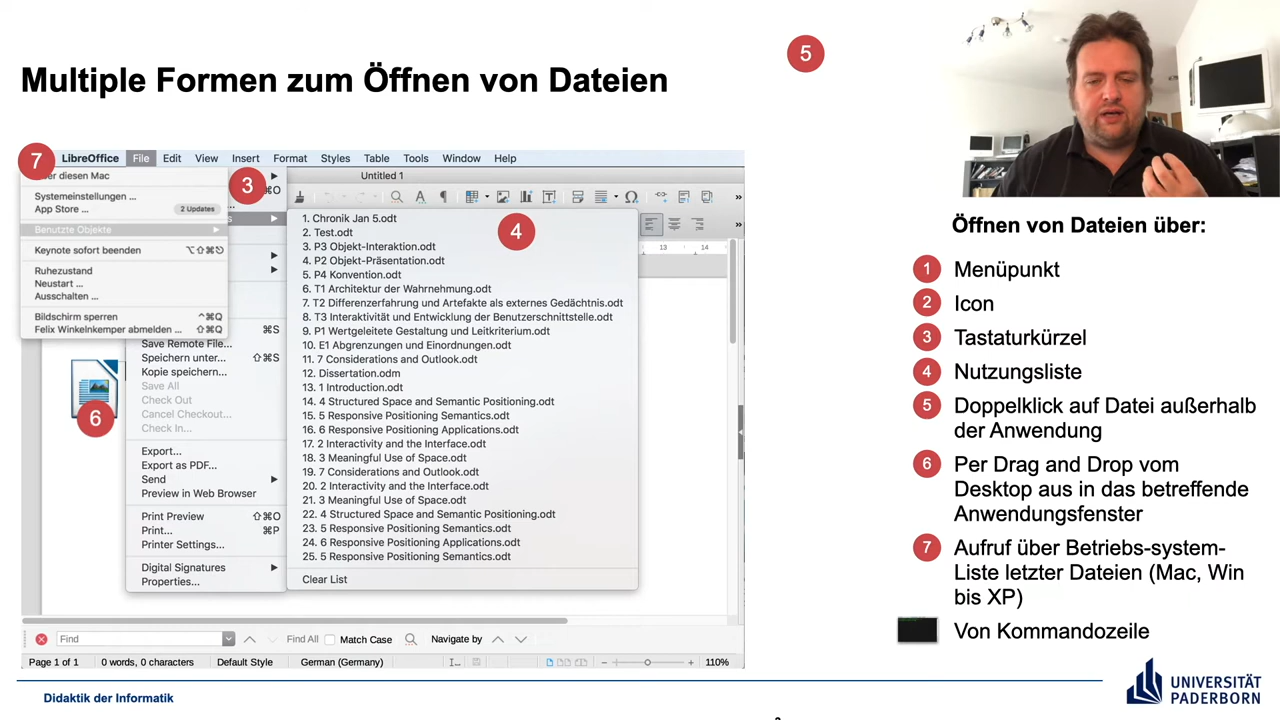 5
Multiple Formen zum Öffnen von Dateien
7
LibreOffice File Edit View Insert Format Styles Table Tools Window Help
er diesen Mac
3
Untitled 1
Systemeinstellungen ...
App Store ... 2 Updates
Benutzte Objekte
Keynote sofort beenden ⌥⇧⌘⎋
Ruhezustand
Neustart ...
Ausschalten ...
Bildschirm sperren ^⌘Q
Felix Winkelnkemper abmelden ... ⇧⌘Q
⌘S
Save Remote File...
Speichern unter... ⇧⌘S
Kopie speichern...
Save All
Check Out
Cancel Checkout...
Check In...
6
Export...
Export as PDF...
Send
Preview in Web Browser
Print Preview ⇧⌘O
Print... ⌘P
Printer Settings...
Digital Signatures
Properties...
4
1. Chronik Jan 5.odt
2. Test.odt
3. P3 Objekt-Interaktion.odt
4. P2 Objekt-Präsentation.odt
5. P4 Konvention.odt
6. T1 Architektur der Wahrnehmung.odt
7. T2 Differenzerfahrung und Artefakte als externes Gedächtnis.odt
8. T3 Interaktivität und Entwicklung der Benutzerschnittstelle.odt
9. P1 Wertgeleitete Gestaltung und Leitkriterium.odt
10. E1 Abgrenzungen und Einordnungen.odt
11. 7 Considerations and Outlook.odt
12. Dissertation.odm
13. 1 Introduction.odt
14. 4 Structured Space and Semantic Positioning.odt
15. 5 Responsive Positioning Semantics.odt
16. 6 Responsive Positioning Applications.odt
17. 2 Interactivity and the Interface.odt
18. 3 Meaningful Use of Space.odt
19. 7 Considerations and Outlook.odt
20. 2 Interactivity and the Interface.odt
21. 3 Meaningful Use of Space.odt
22. 4 Structured Space and Semantic Positioning.odt
23. 5 Responsive Positioning Semantics.odt
24. 6 Responsive Positioning Applications.odt
25. 5 Responsive Positioning Semantics.odt
Clear List
13 14
Find Find All Match Case Navigate by
Page 1 of 1 0 words, 0 characters Default Style German (Germany) 110%
Öffnen von Dateien über:
1 Menüpunkt
2 Icon
3 Tastaturkürzel
4 Nutzungsliste
5 Doppelklick auf Datei außerhalb
der Anwendung
6 Per Drag and Drop vom
Desktop aus in das betreffende
Anwendungsfenster
7 Aufruf über Betriebs-system-
Liste letzter Dateien (Mac, Win
bis XP)
Von Kommandozeile
Didaktik der Informatik
UNIVERSITÄT
PADERBORN